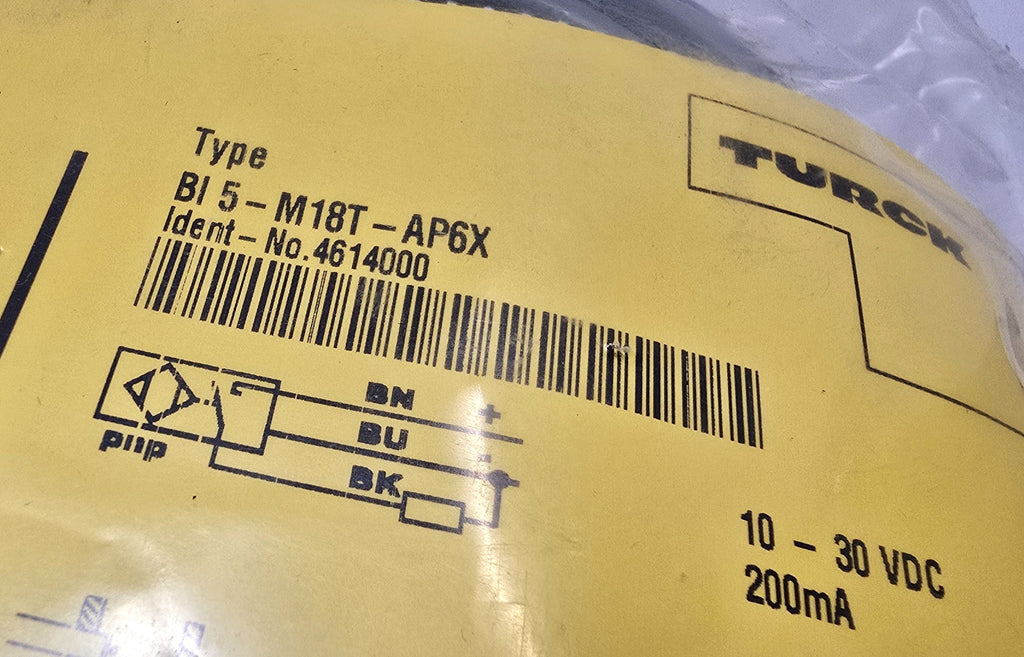 TURCK
Type
BI 5 – M18T – AP6X
Ident – No. 4614000
BN
+
BU
-
BK
pnp
10 – 30 VDC
200mA